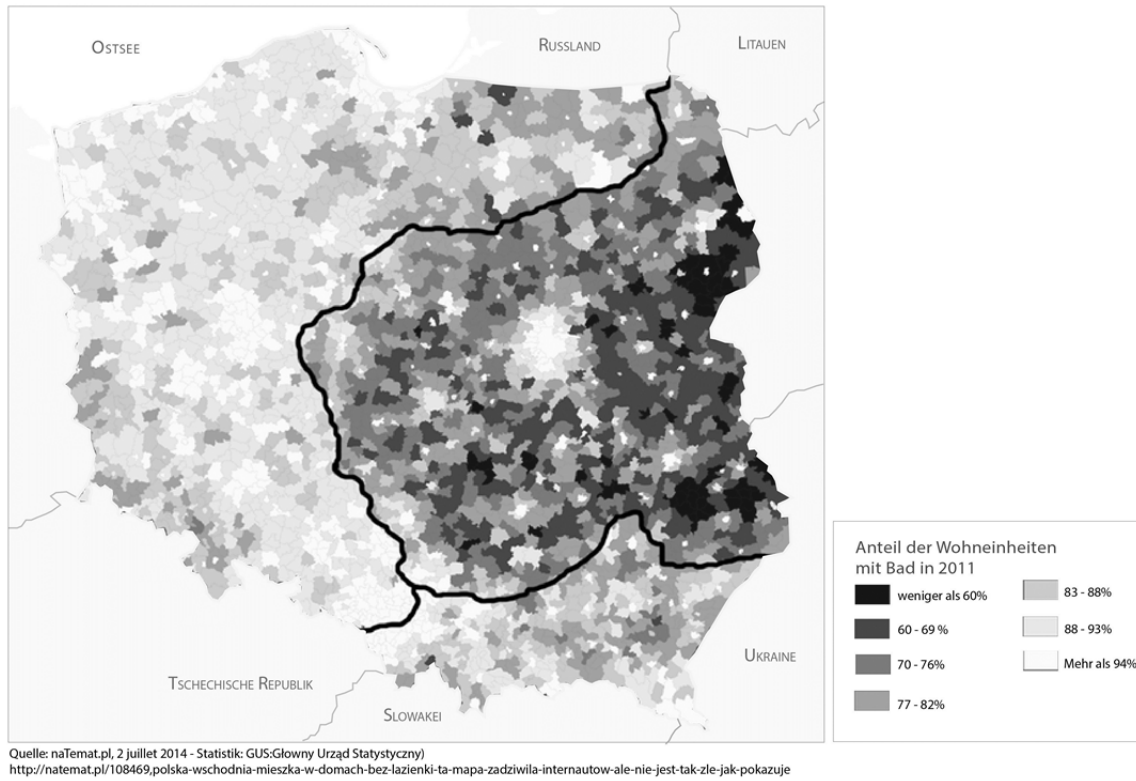 OSTSEE
RUSSLAND
LITAUEN
TSCHECHISCHE REPUBLIK
SLOWAKEI
UKRAINE
Anteil der Wohneinheiten
mit Bad in 2011
weniger als 60%
60 - 69 %
70 - 76%
77 - 82%
83 - 88%
88 - 93%
Mehr als 94%
Quelle: naTemat.pl, 2 juillet 2014 - Statistik: GUS:Głowny Urząd Statystyczny)
http://natemat.pl/108469,polska-wschodnia-mieszka-w-domach-bez-lazienki-ta-mapa-zadziwila-internautow-ale-nie-jest-tak-zle-jak-pokazuje